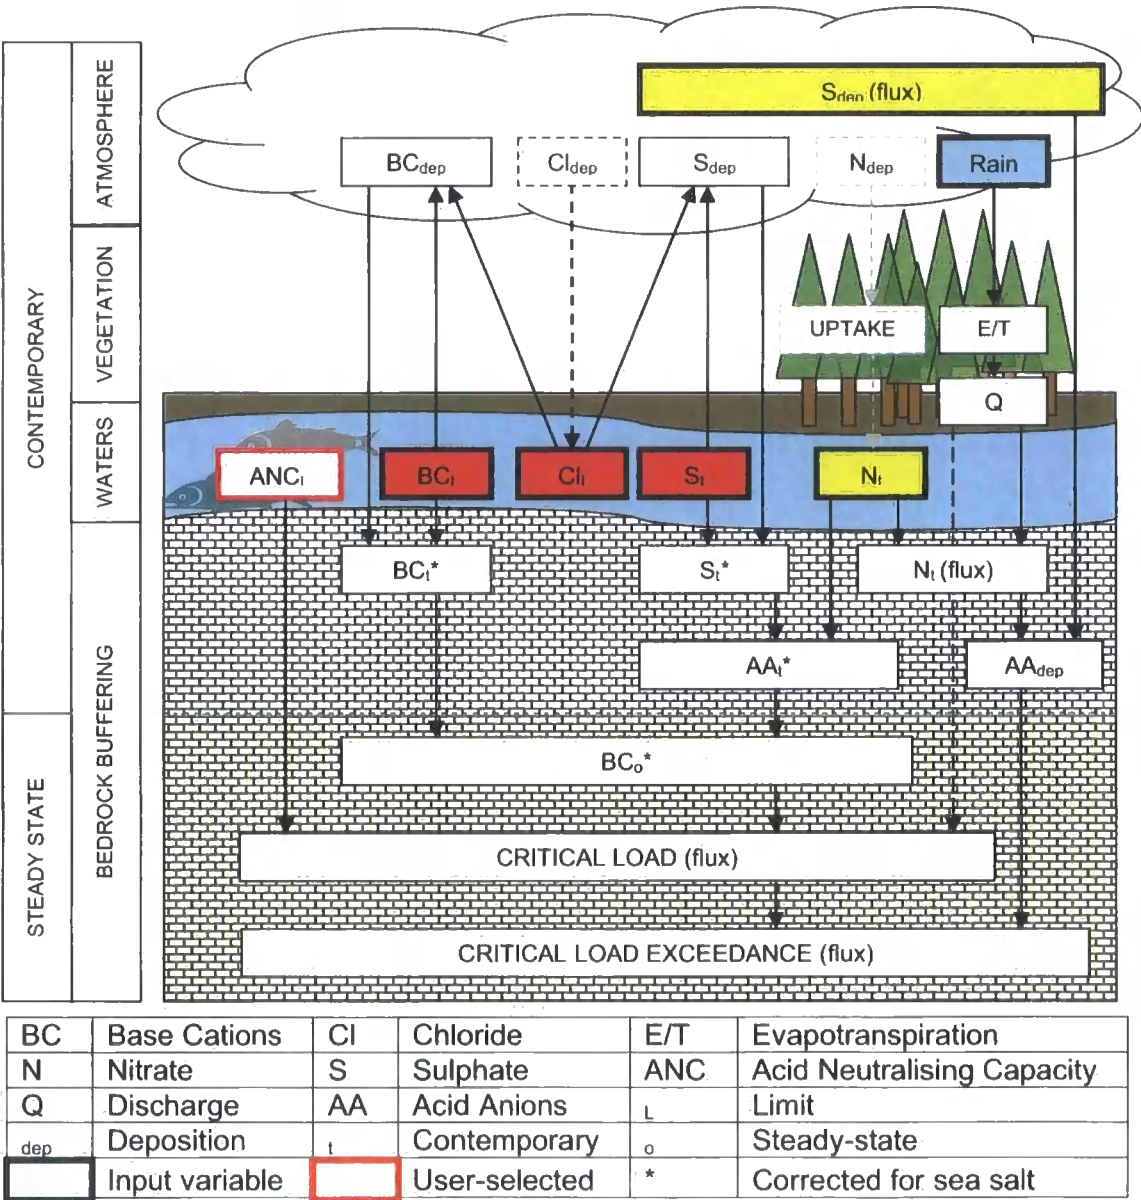 CONTEMPORARY
STEADY STATE
ATMOSPHERE
VEGETATION
WATERS
BEDROCK BUFFERING
Sdep (flux)
BCdep
Cldep
Sdep
Ndep
Rain
UPTAKE
E/T
Q
ANCL
BCt
Clt
St
Nt
BCt*
St*
Nt (flux)
AAt*
AAdep
BCo*
CRITICAL LOAD (flux)
CRITICAL LOAD EXCEEDANCE (flux)
BC Base Cations Cl Chloride E/T Evapotranspiration
N Nitrate S Sulphate ANC Acid Neutralising Capacity
Q Discharge AA Acid Anions L Limit
dep Deposition t Contemporary o Steady-state
Input variable User-selected * Corrected for sea salt